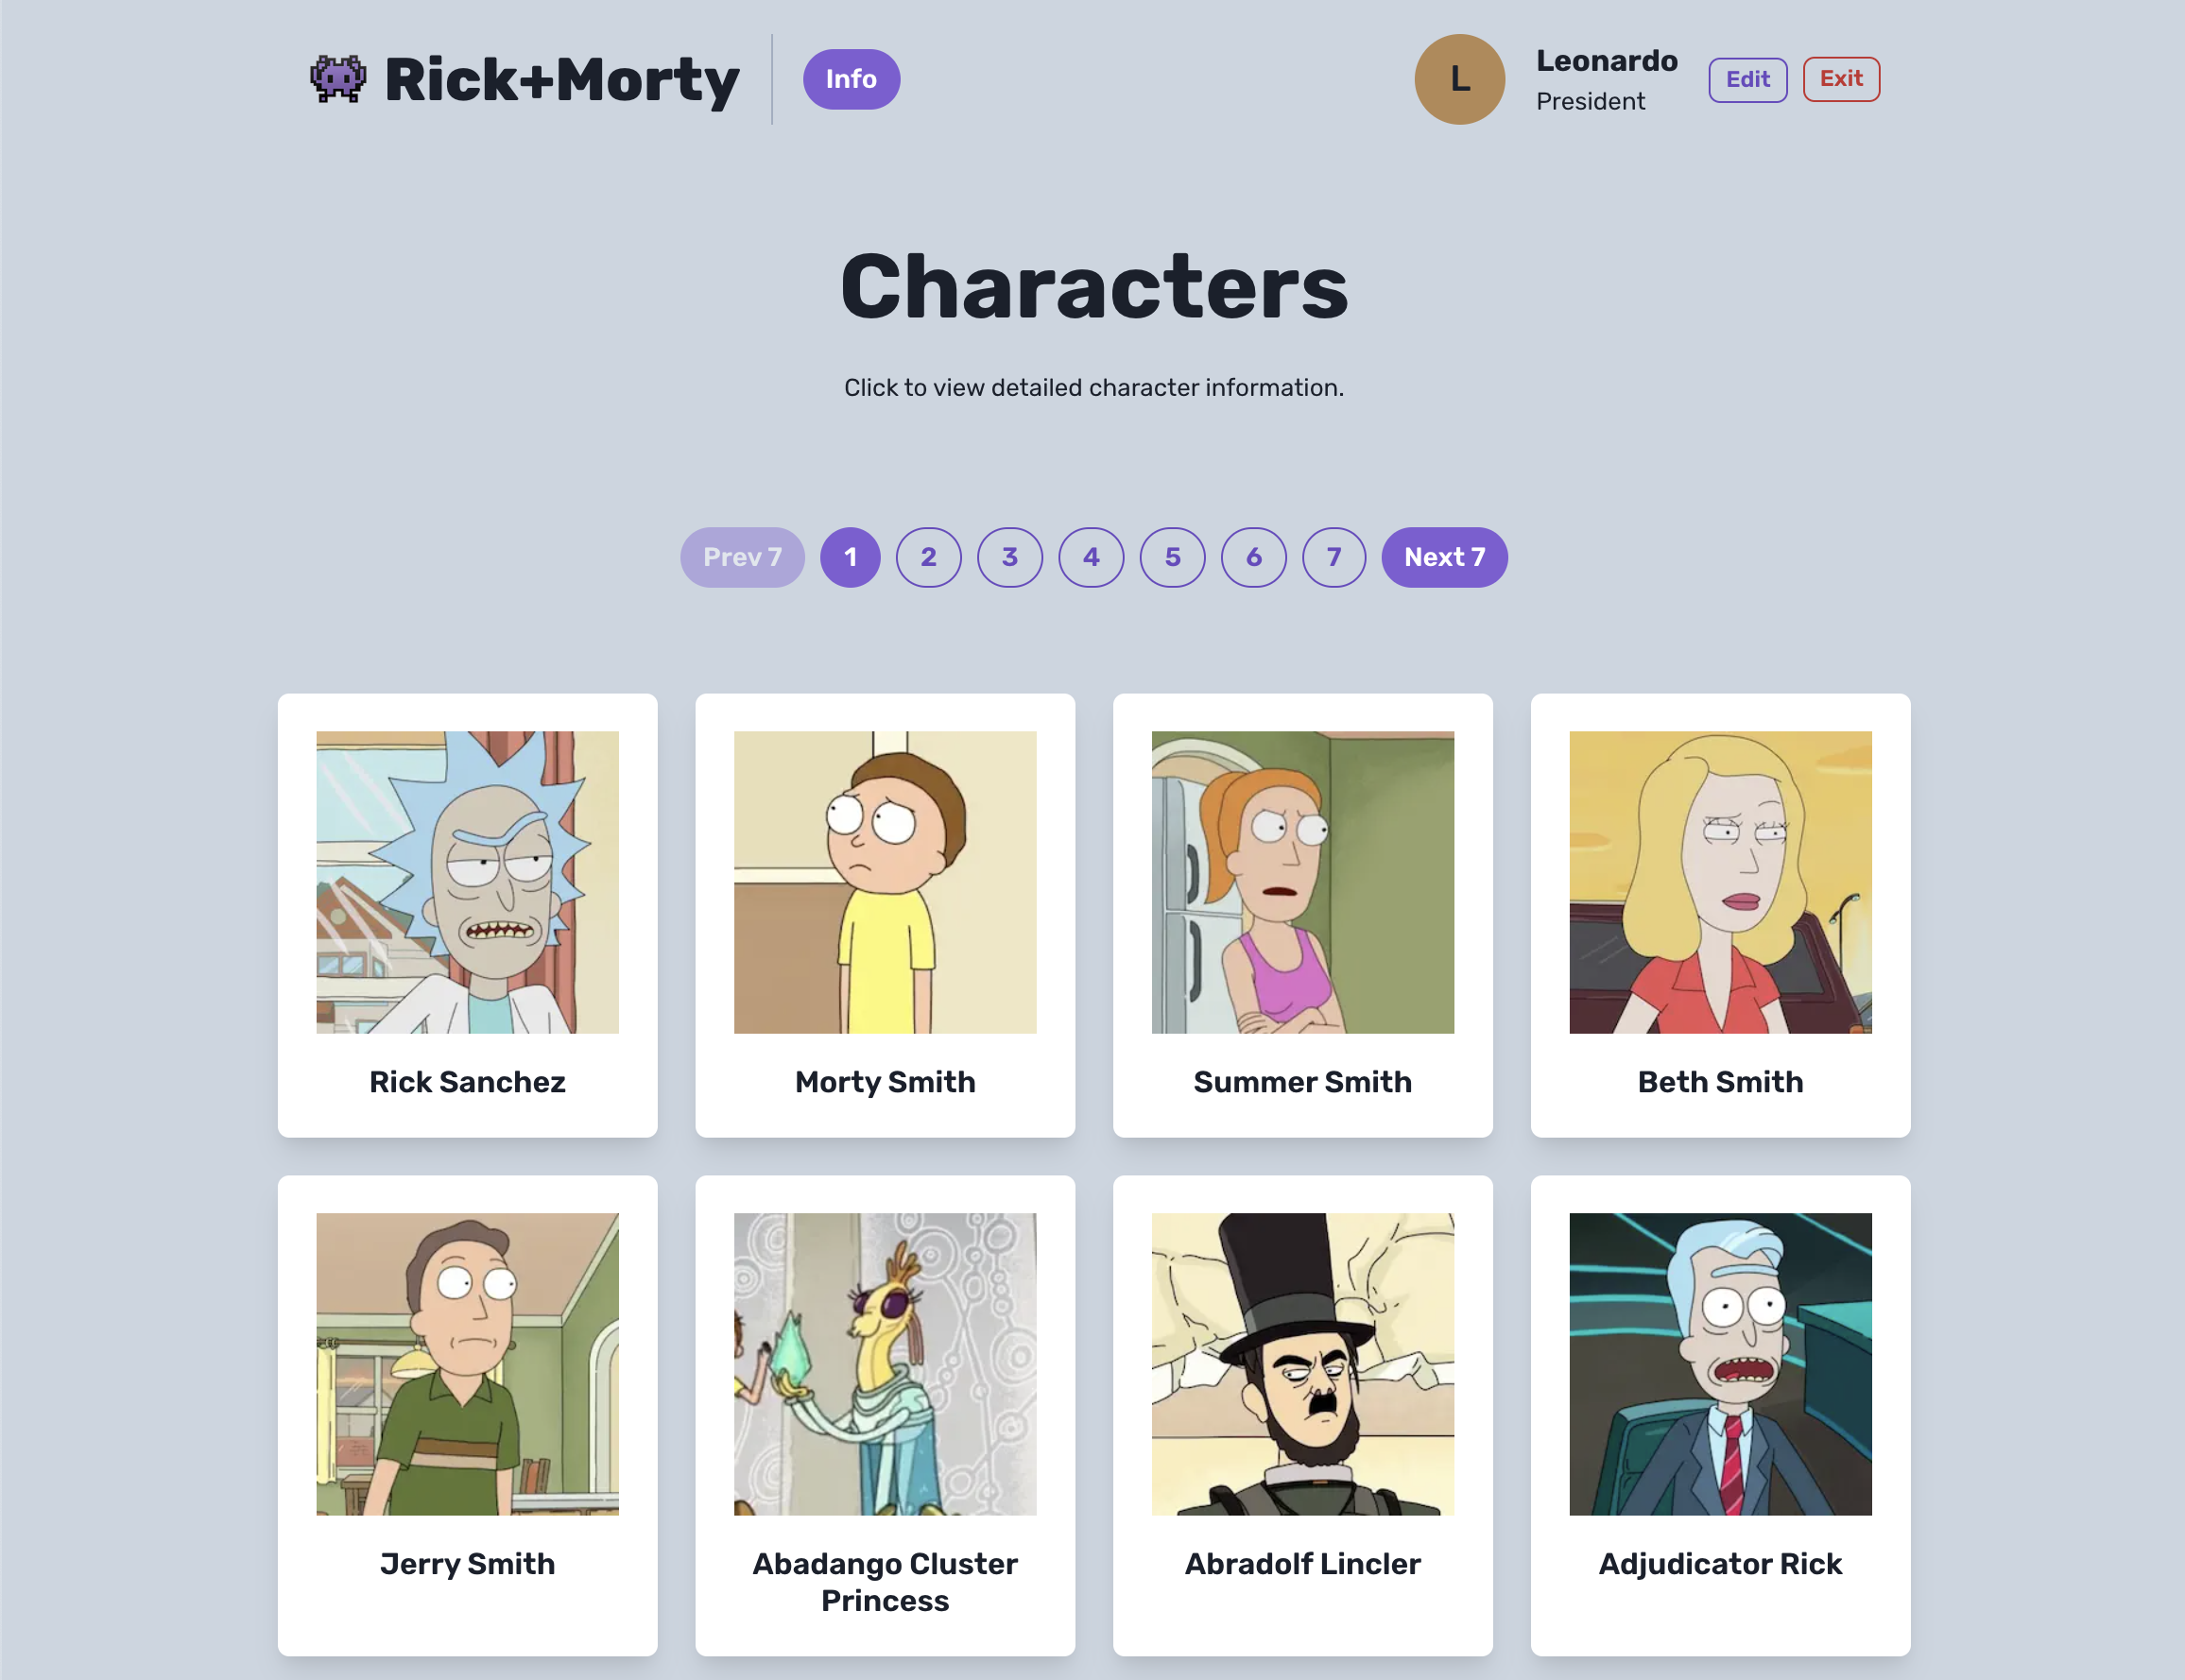 Rick+Morty
Info
L
Leonardo
President
Edit
Exit
Characters
Click to view detailed character information.
Prev 7
1
2
3
4
5
6
7
Next 7
Rick Sanchez
Morty Smith
Summer Smith
Beth Smith
Jerry Smith
Abadango Cluster
Princess
Abradolf Lincler
Adjudicator Rick